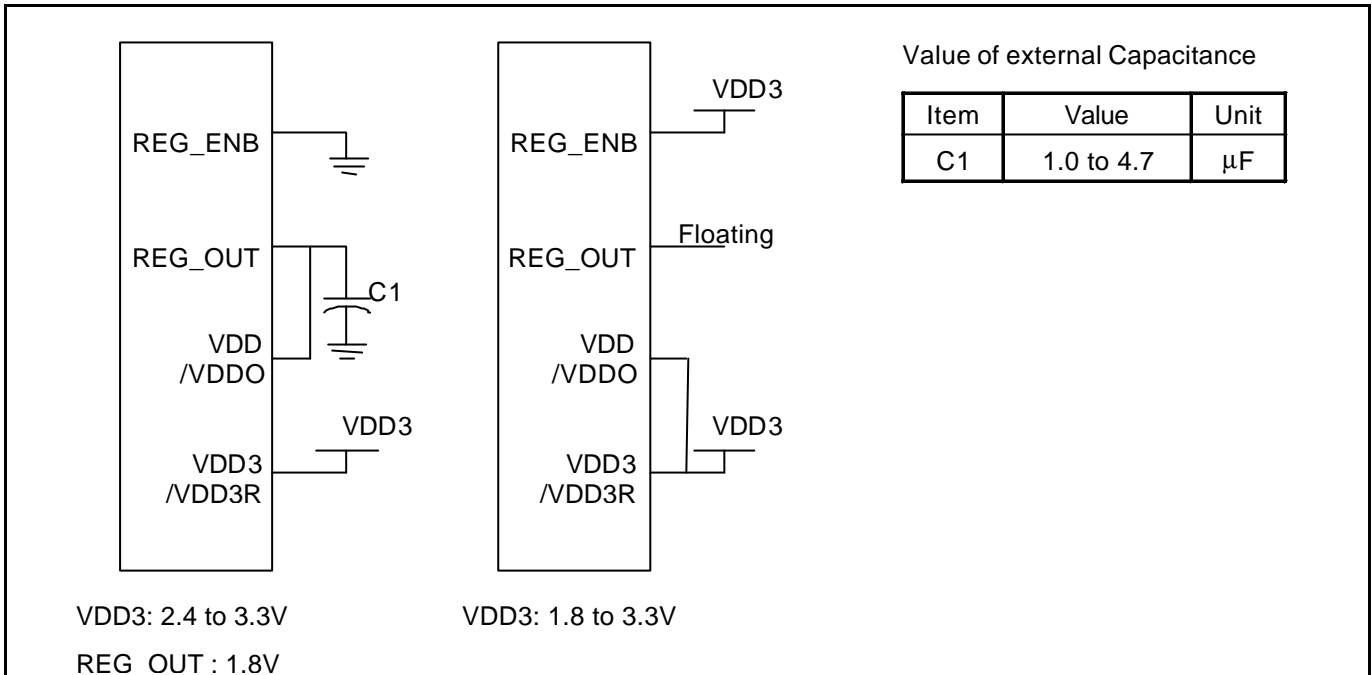 REG_ENB
REG_OUT
C1
VDD
/VDDO
VDD3
VDD3
/VDD3R
VDD3: 2.4 to 3.3V
REG_OUT : 1.8V
VDD3
REG_ENB
Floating
REG_OUT
VDD
/VDDO
VDD3
VDD3
/VDD3R
VDD3: 1.8 to 3.3V
Value of external Capacitance
Item Value Unit
C1 1.0 to 4.7 µF